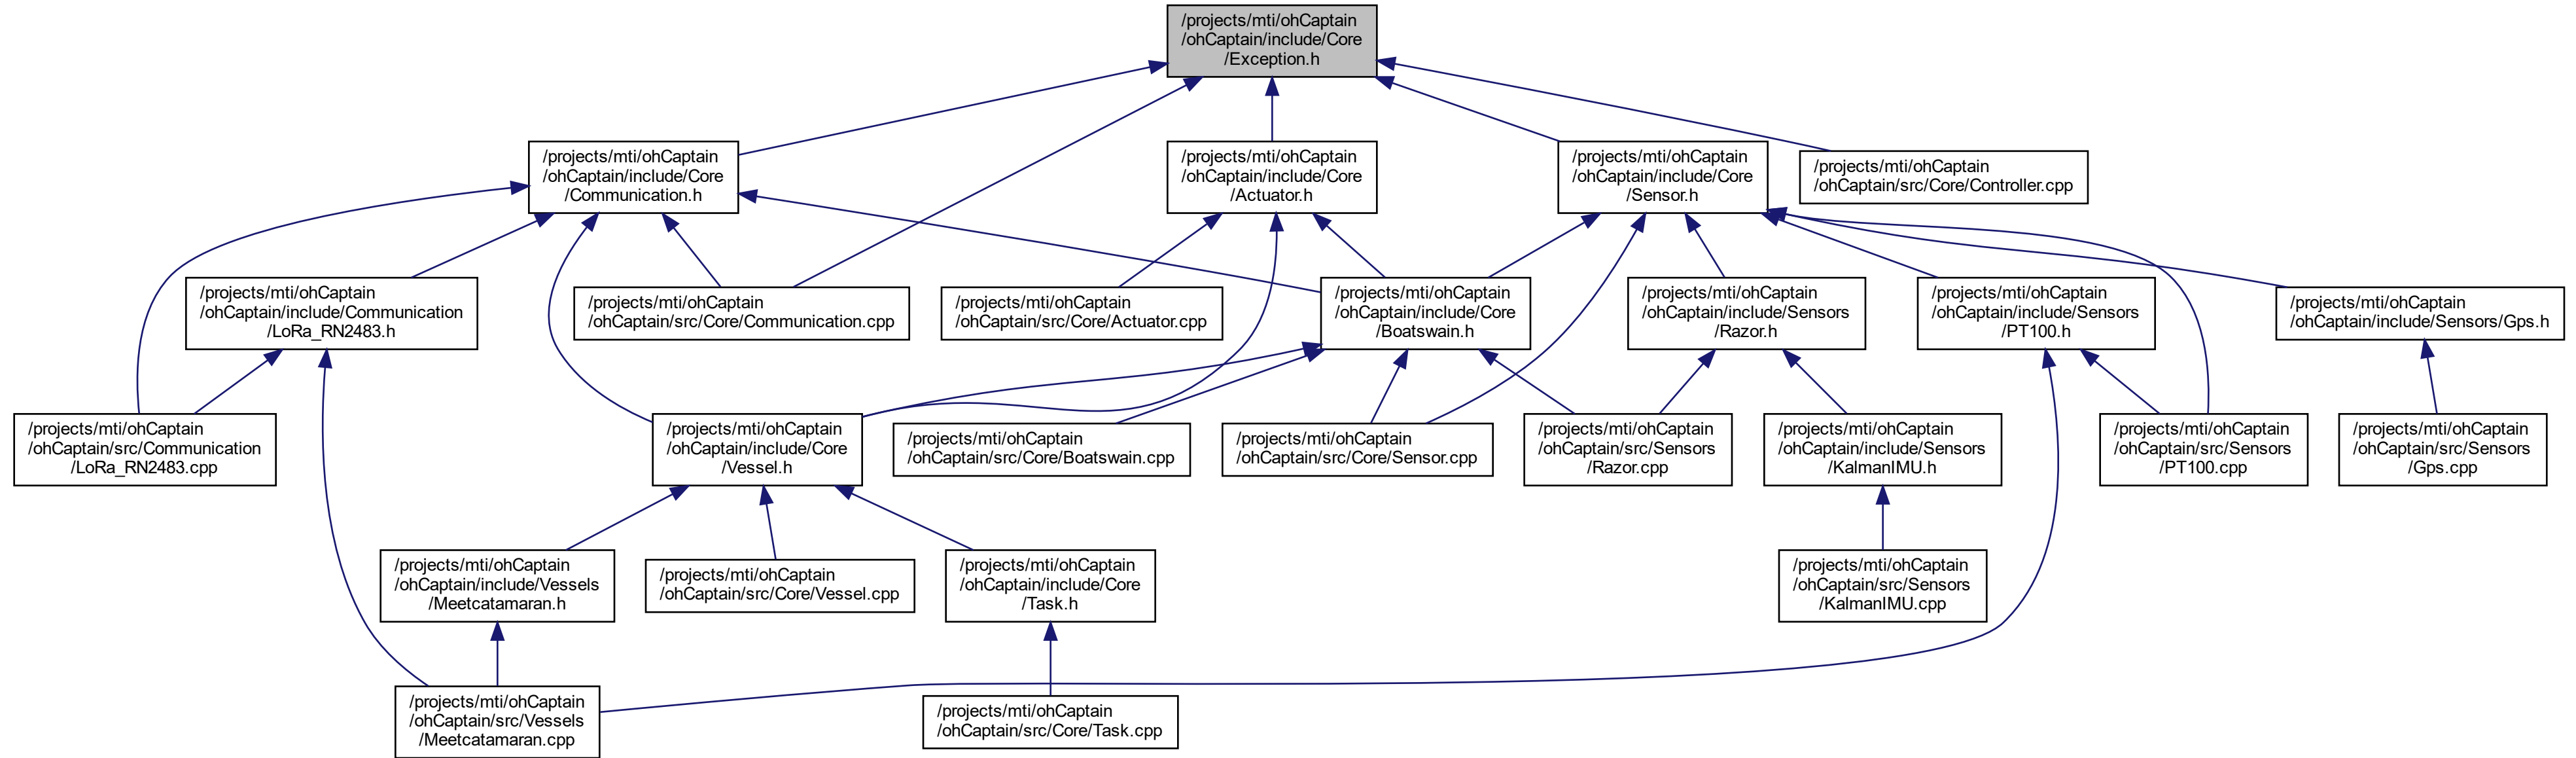 /projects/mti/ohCaptain
/ohCaptain/include/Core
/Exception.h
/projects/mti/ohCaptain
/ohCaptain/include/Core
/Communication.h
/projects/mti/ohCaptain
/ohCaptain/include/Core
/Actuator.h
/projects/mti/ohCaptain
/ohCaptain/include/Core
/Sensor.h
/projects/mti/ohCaptain
/ohCaptain/src/Core/Controller.cpp
/projects/mti/ohCaptain
/ohCaptain/include/Communication
/LoRa_RN2483.h
/projects/mti/ohCaptain
/ohCaptain/src/Core/Communication.cpp
/projects/mti/ohCaptain
/ohCaptain/src/Core/Actuator.cpp
/projects/mti/ohCaptain
/ohCaptain/include/Core
/Boatswain.h
/projects/mti/ohCaptain
/ohCaptain/include/Sensors
/Razor.h
/projects/mti/ohCaptain
/ohCaptain/include/Sensors
/PT100.h
/projects/mti/ohCaptain
/ohCaptain/include/Sensors/Gps.h
/projects/mti/ohCaptain
/ohCaptain/src/Communication
/LoRa_RN2483.cpp
/projects/mti/ohCaptain
/ohCaptain/include/Core
/Vessel.h
/projects/mti/ohCaptain
/ohCaptain/src/Core/Boatswain.cpp
/projects/mti/ohCaptain
/ohCaptain/src/Core/Sensor.cpp
/projects/mti/ohCaptain
/ohCaptain/src/Sensors
/Razor.cpp
/projects/mti/ohCaptain
/ohCaptain/include/Sensors
/KalmanIMU.h
/projects/mti/ohCaptain
/ohCaptain/src/Sensors
/PT100.cpp
/projects/mti/ohCaptain
/ohCaptain/src/Sensors
/Gps.cpp
/projects/mti/ohCaptain
/ohCaptain/include/Vessels
/Meetcatamaran.h
/projects/mti/ohCaptain
/ohCaptain/src/Core/Vessel.cpp
/projects/mti/ohCaptain
/ohCaptain/include/Core
/Task.h
/projects/mti/ohCaptain
/ohCaptain/src/Sensors
/KalmanIMU.cpp
/projects/mti/ohCaptain
/ohCaptain/src/Vessels
/Meetcatamaran.cpp
/projects/mti/ohCaptain
/ohCaptain/src/Core/Task.cpp